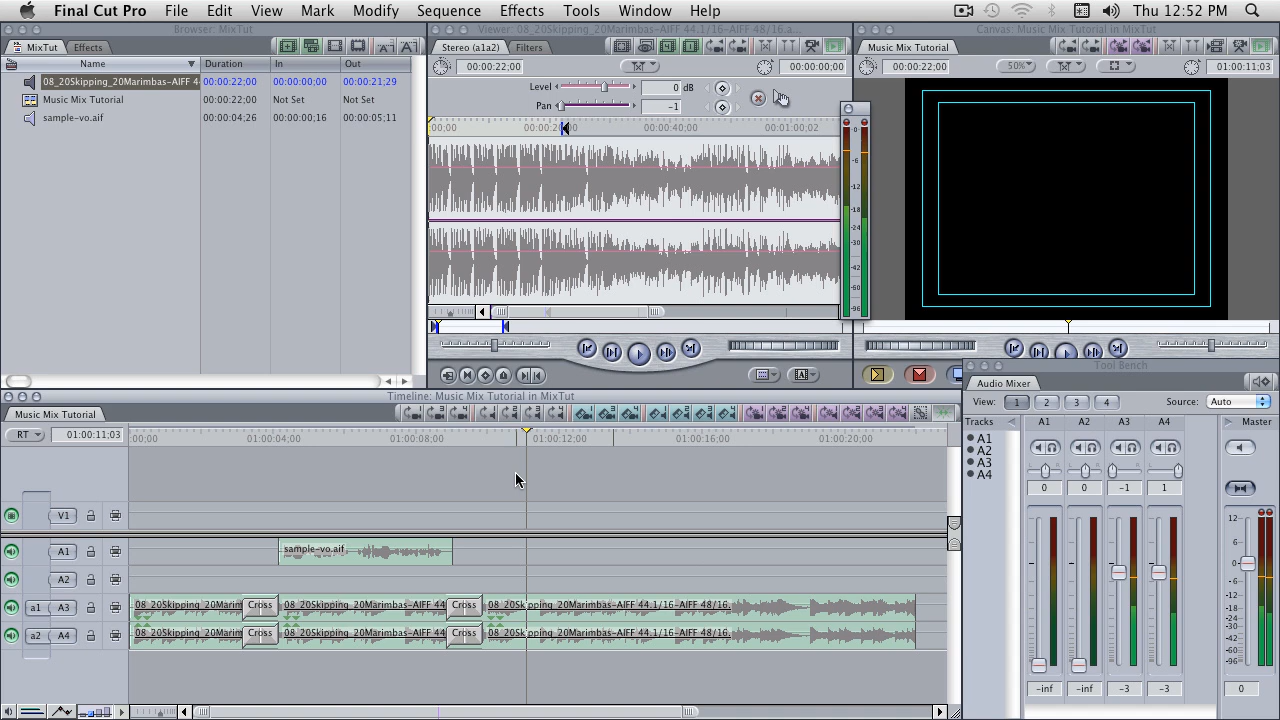 Final Cut Pro File Edit View Mark Modify Sequence Effects Tools Window Help Thu 12:52 PM
Browser: MixTut
MixTut Effects
Name Duration In Out
08_20Skipping_20Marimbas-AIFF 4 00:00:22;00 00:00:00;00 00:00:21;29
Music Mix Tutorial 00:00:22;00 Not Set Not Set
sample-vo.aif 00:00:04;26 00:00:00;16 00:00:05;11
Viewer: 08_20Skipping_20Marimbas-AIFF 44.1/16-AIFF 48/16.a...
Stereo (a1a2) Filters
00:00:22;00 00:00:00;00
Level 0 dB
Pan -1
:00;00 00:00:40;00 00:01:00;02
-0
-6
-12
-18
-24
-30
-42
-60
-96
Canvas: Music Mix Tutorial in MixTut
Music Mix Tutorial
00:00:22;00 50% 01:00:11;03
Timeline: Music Mix Tutorial in MixTut
Music Mix Tutorial
RT 01:00:11;03 :00;00 01:00:04;00 01:00:08;00 01:00:12;00 01:00:16;00 01:00:20;00
V1
A1 sample-vo.aif
A2
a1 A3 08_20Skipping_20Marim Cross 08_20Skipping_20Marimbas-AIFF 44 Cross 08_20Skipping_20Marimbas-AIFF 44.1/16-AIFF 48/16
a2 A4 08_20Skipping_20Marim Cross 08_20Skipping_20Marimbas-AIFF 44 Cross 08_20Skipping_20Marimbas-AIFF 44.1/16-AIFF 48/16
Tool Bench
Audio Mixer
View: 1 2 3 4 Source: Auto
Tracks A1 A2 A3 A4 Master
A1
A2
A3
A4
0 0 -1 1
12
6
0
-6
-12
-18
-24
-30
-42
-60
-96
-inf -inf -3 -3 0